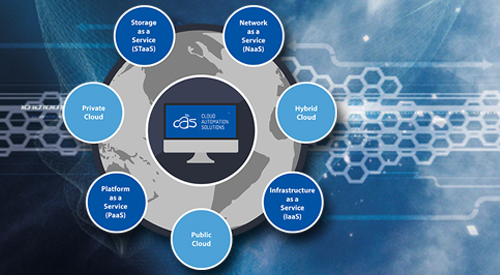 Storage
as a
Service
(STaaS)
Network
as a
Service
(NaaS)
Private
Cloud
cas
CLOUD
AUTOMATION
SOLUTIONS
Hybrid
Cloud
Platform
as a
Service
(PaaS)
Infrastructure
as a
Service
(IaaS)
Public
Cloud